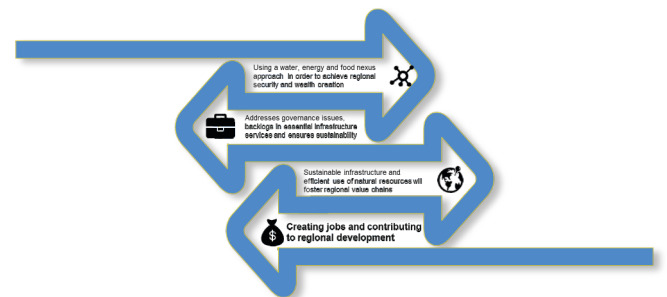 Using a water, energy and food nexus
approach in order to achieve regional
security and wealth creation
Addresses governance issues,
backlogs in essential infrastructure
services and ensures sustainability
Sustainable infrastructure and
efficient use of natural resources will
foster regional value chains
$
Creating jobs and contributing
to regional development